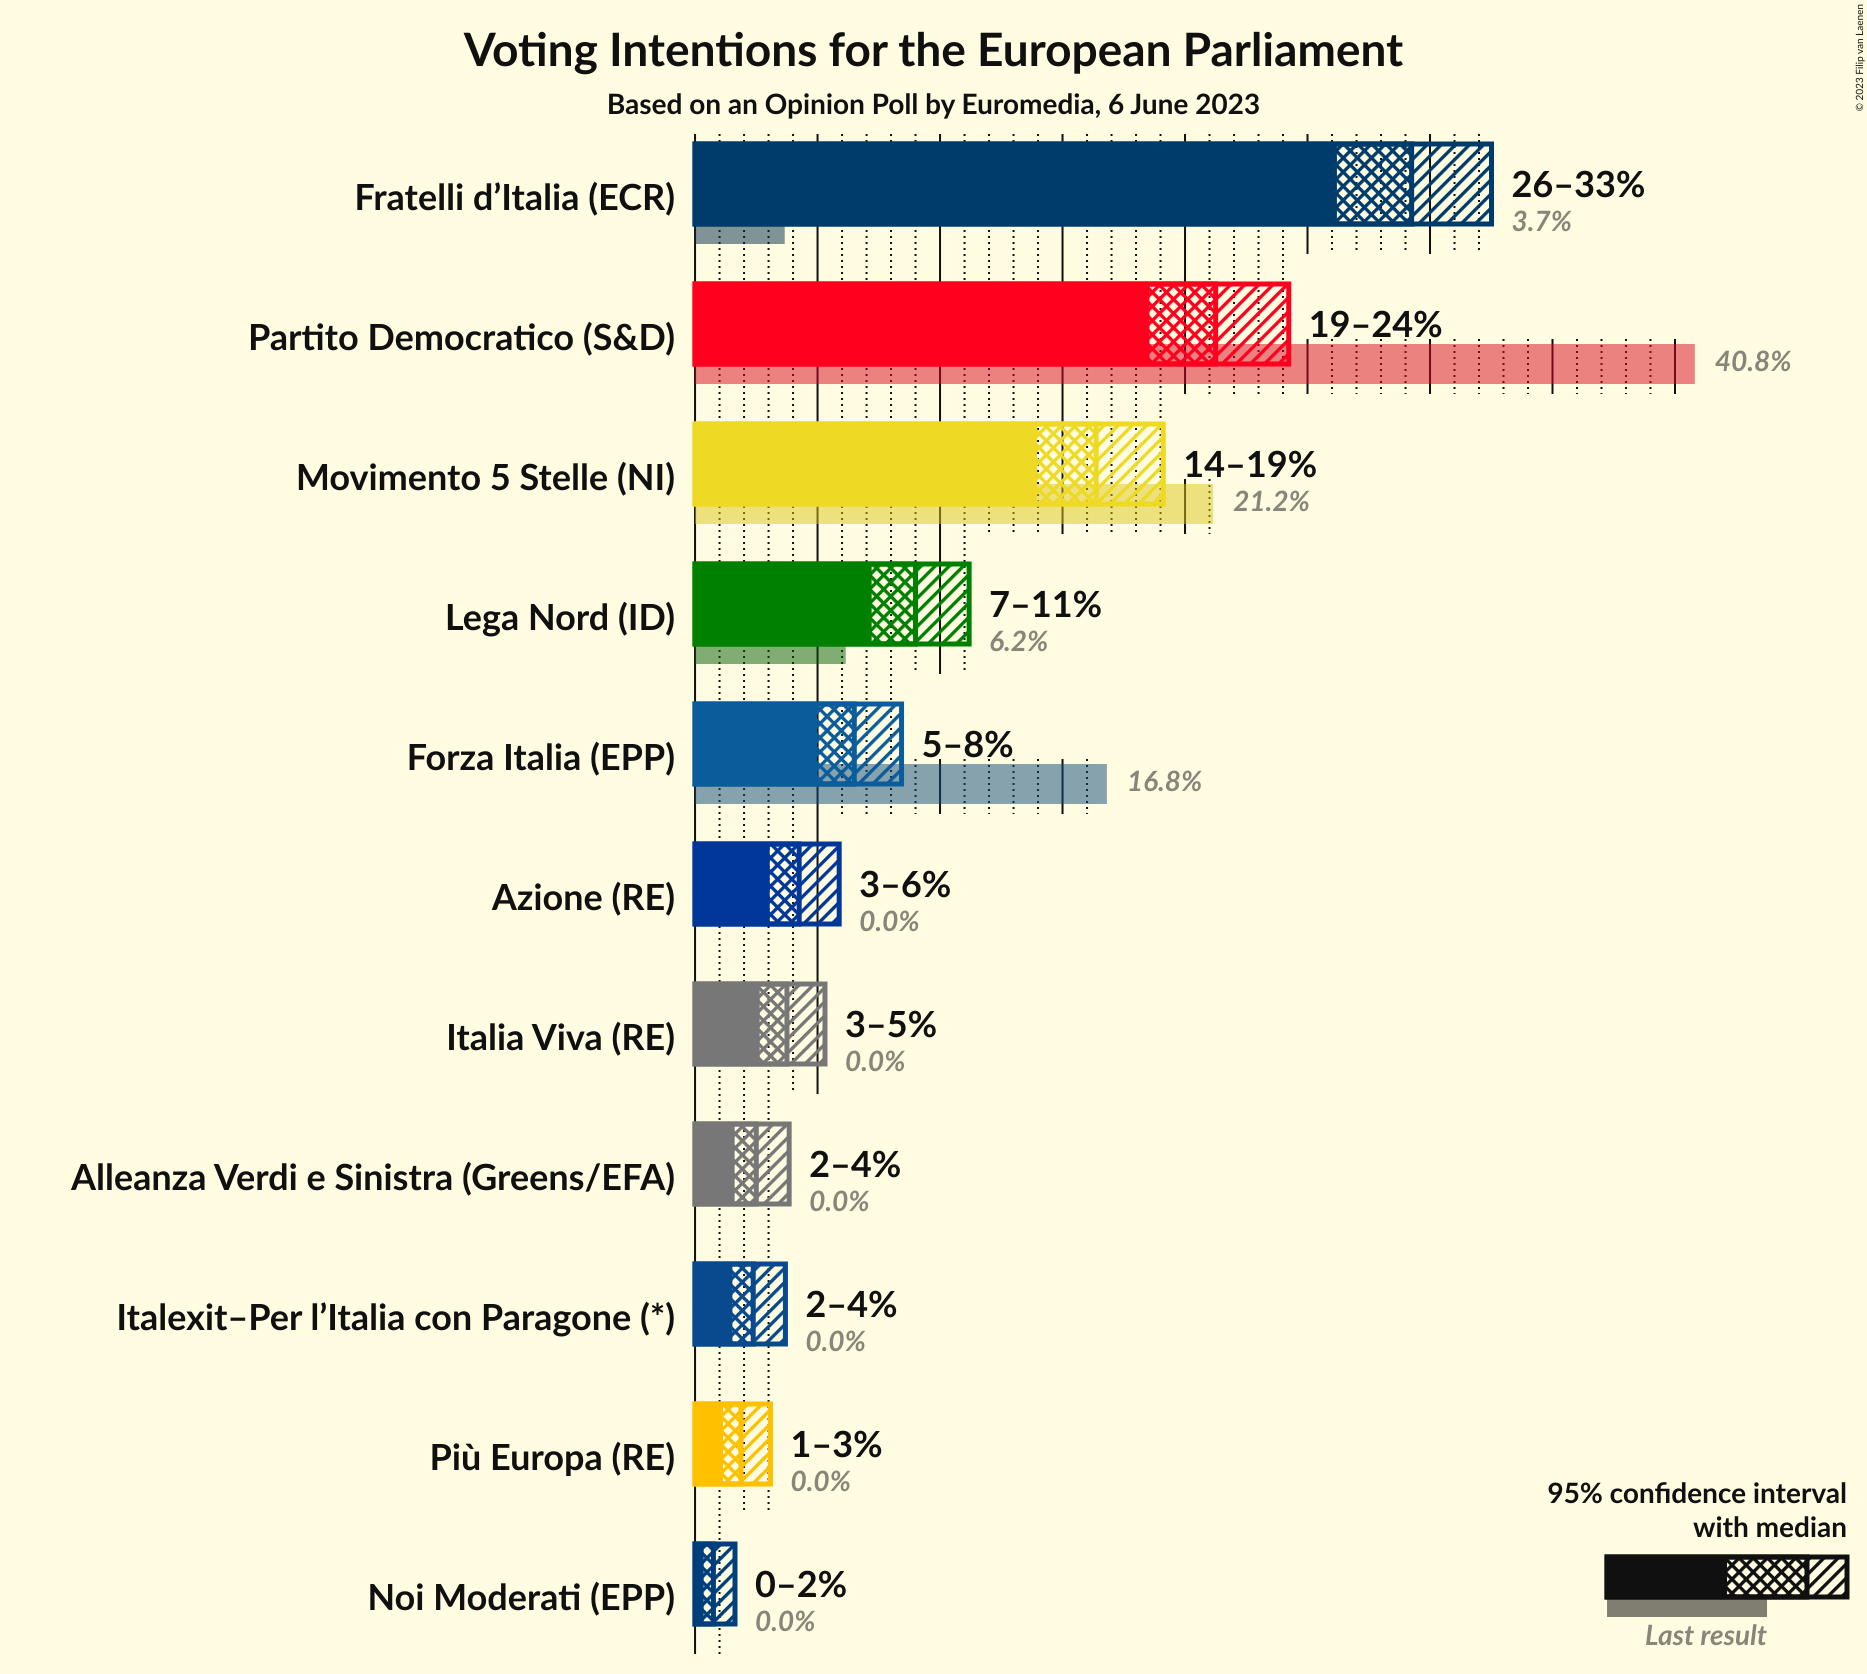 Voting Intentions for the European Parliament
Based on an Opinion Poll by Euromedia, 6 June 2023
© 2023 Filip van Laenen
Fratelli d’Italia (ECR)
26–33%
3.7%
Partito Democratico (S&D)
19–24%
40.8%
Movimento 5 Stelle (NI)
14–19%
21.2%
Lega Nord (ID)
7–11%
6.2%
Forza Italia (EPP)
5–8%
16.8%
Azione (RE)
3–6%
0.0%
Italia Viva (RE)
3–5%
0.0%
Alleanza Verdi e Sinistra (Greens/EFA)
2–4%
0.0%
Italexit–Per l’Italia con Paragone (*)
2–4%
0.0%
Più Europa (RE)
1–3%
0.0%
Noi Moderati (EPP)
0–2%
0.0%
95% confidence interval
with median
Last result